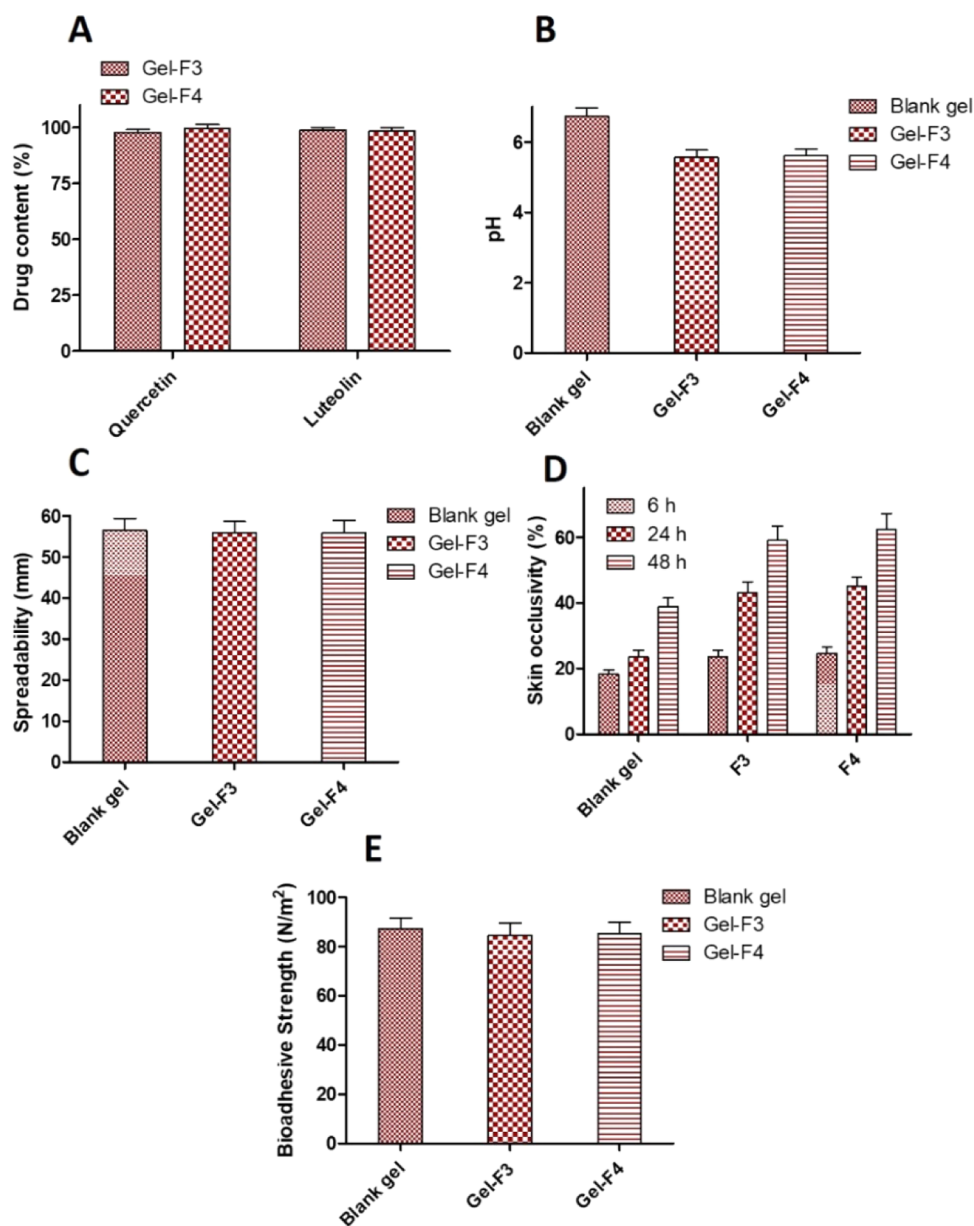 A
Gel-F3
Gel-F4
Drug content (%)
100
75
50
25
0
Quercetin
Luteolin
B
Blank gel
Gel-F3
Gel-F4
pH
6
4
2
0
Blank gel
Gel-F3
Gel-F4
C
Blank gel
Gel-F3
Gel-F4
Spreadability (mm)
60
50
40
30
20
10
0
Blank gel
Gel-F3
Gel-F4
D
6 h
24 h
48 h
Skin occlusivity (%)
60
40
20
0
Blank gel
F3
F4
E
Blank gel
Gel-F3
Gel-F4
Bioadhesive Strength (N/m²)
100
80
60
40
20
0
Blank gel
Gel-F3
Gel-F4